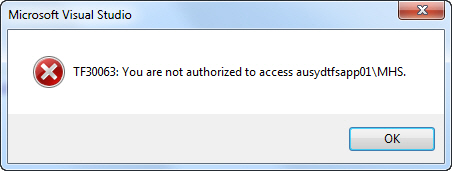 Microsoft Visual Studio
TF30063: You are not authorized to access ausydtfsapp01\MHS.
OK